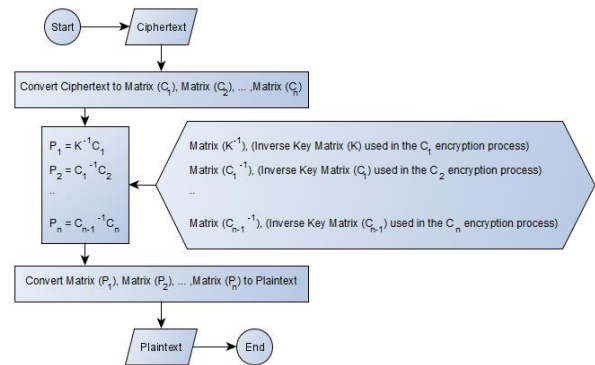 Start
Ciphertext
Convert Ciphertext to Matrix (C₁), Matrix (C₂), ... ,Matrix (Cₙ)
P₁ = K⁻¹C₁
P₂ = C₁⁻¹C₂
..
Pₙ = Cₙ₋₁⁻¹Cₙ
Matrix (K⁻¹), (Inverse Key Matrix (K) used in the C₁ encryption process)
Matrix (C₁⁻¹), (Inverse Key Matrix (C₁) used in the C₂ encryption process)
..
Matrix (Cₙ₋₁⁻¹), (Inverse Key Matrix (Cₙ₋₁) used in the Cₙ encryption process)
Convert Matrix (P₁), Matrix (P₂), ... ,Matrix (Pₙ) to Plaintext
Plaintext
End